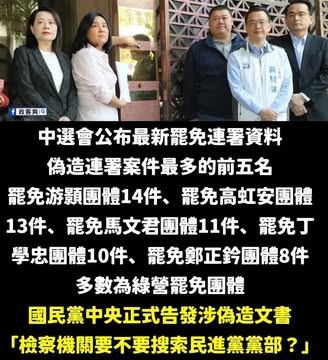 政客爽
中選會公布最新罷免連署資料
偽造連署案件最多的前五名
罷免游顥團體14件、罷免高虹安團體
13件、罷免馬文君團體11件、罷免丁
學忠團體10件、罷免鄭正鈐團體8件
多數為綠營罷免團體
國民黨中央正式告發涉偽造文書
「檢察機關要不要搜索民進黨黨部？」